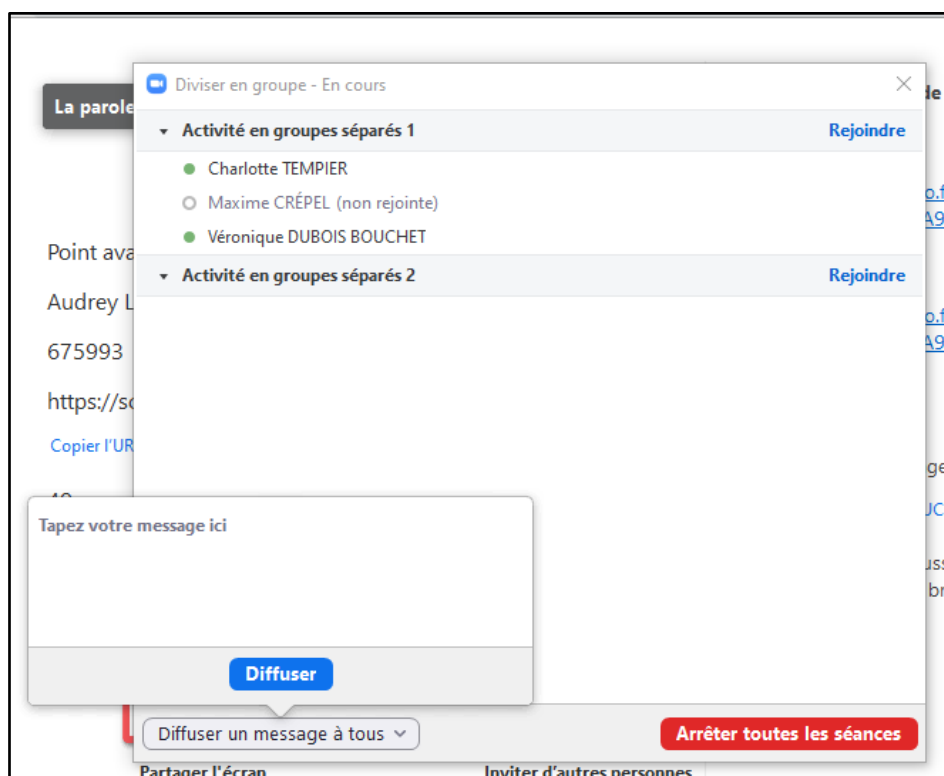 Diviser en groupe - En cours
La parole
de
Activité en groupes séparés 1 Rejoindre
Charlotte TEMPIER
Maxime CRÉPEL (non rejointe)
Véronique DUBOIS BOUCHET
Point ava
Activité en groupes séparés 2 Rejoindre
Audrey L
675993
https://so
Copier l'UR
Tapez votre message ici
Diffuser
Diffuser un message à tous
Arrêter toutes les séances
Partager l'écran
Inviter d'autres personnes